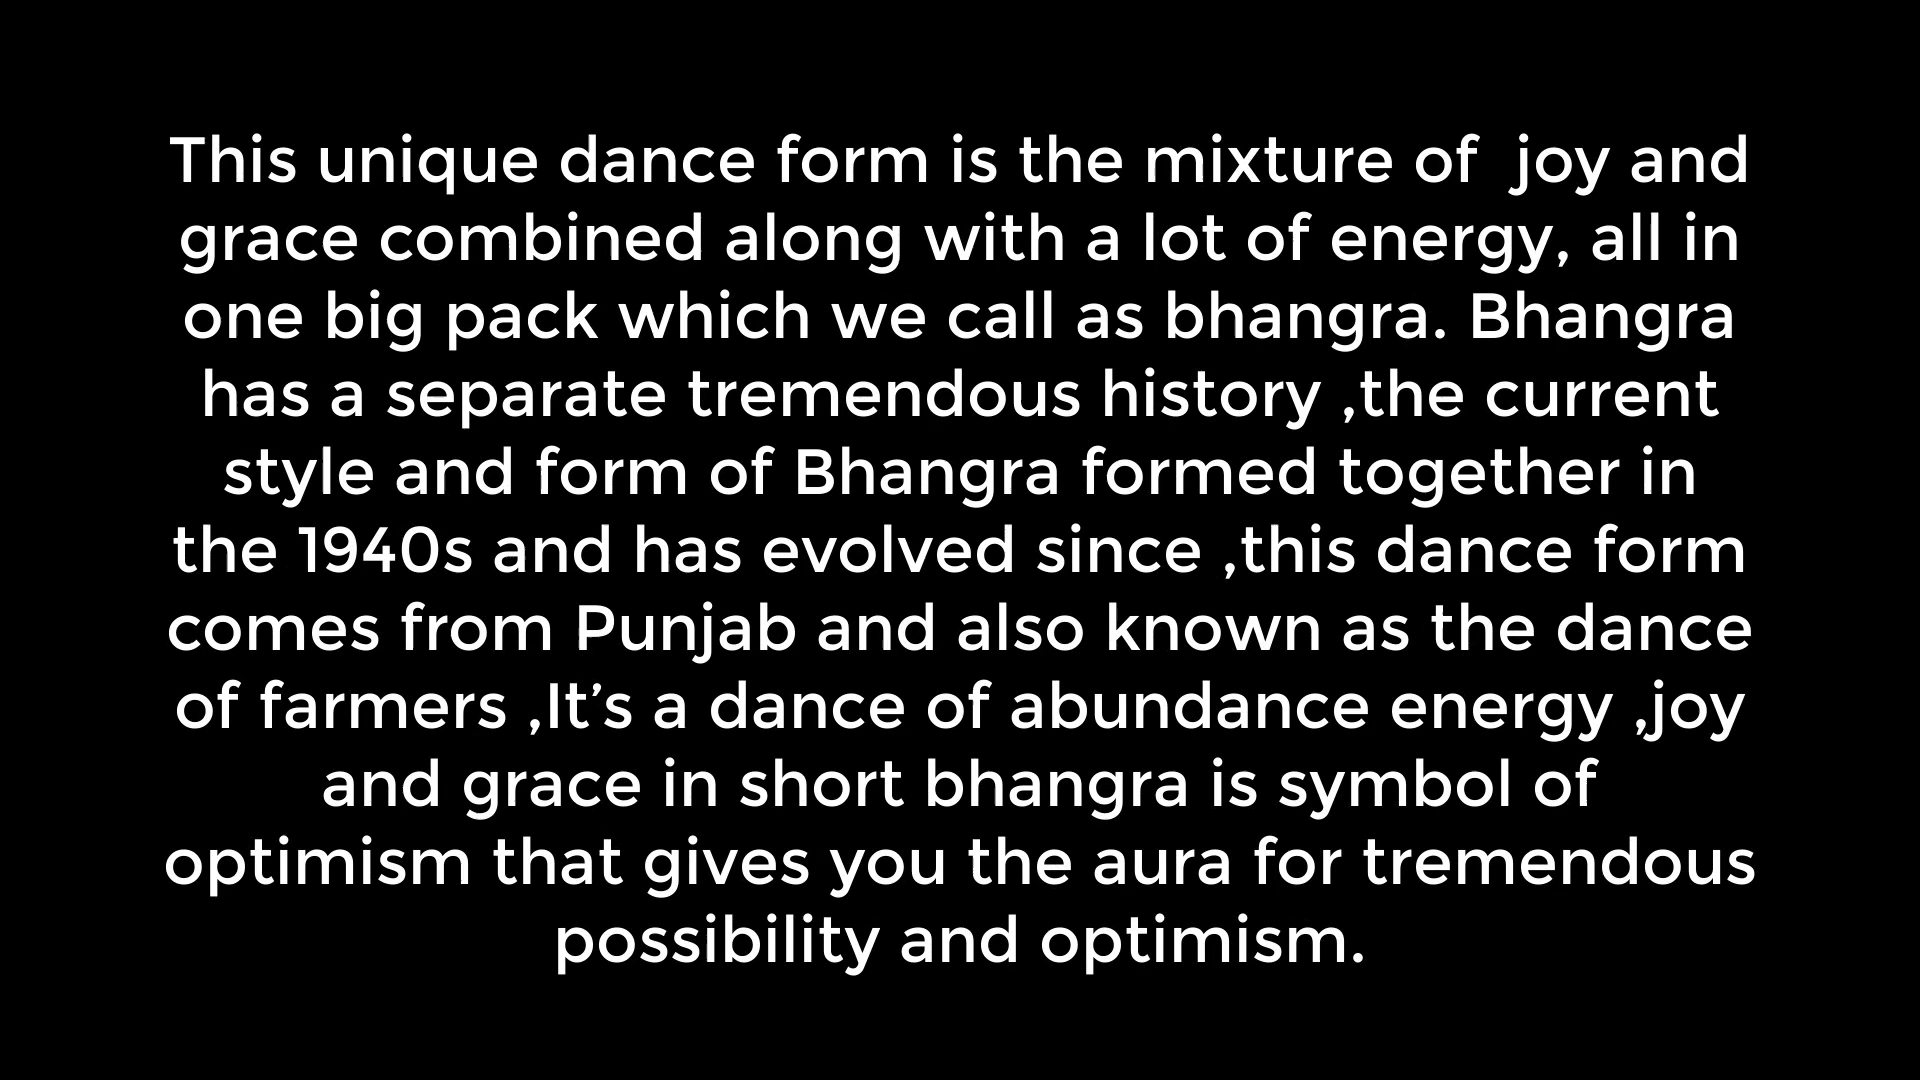 This unique dance form is the mixture of  joy and
grace combined along with a lot of energy, all in
one big pack which we call as bhangra. Bhangra
has a separate tremendous history ,the current
style and form of Bhangra formed together in
the 1940s and has evolved since ,this dance form
comes from Punjab and also known as the dance
of farmers ,It’s a dance of abundance energy ,joy
and grace in short bhangra is symbol of
optimism that gives you the aura for tremendous
possibility and optimism.